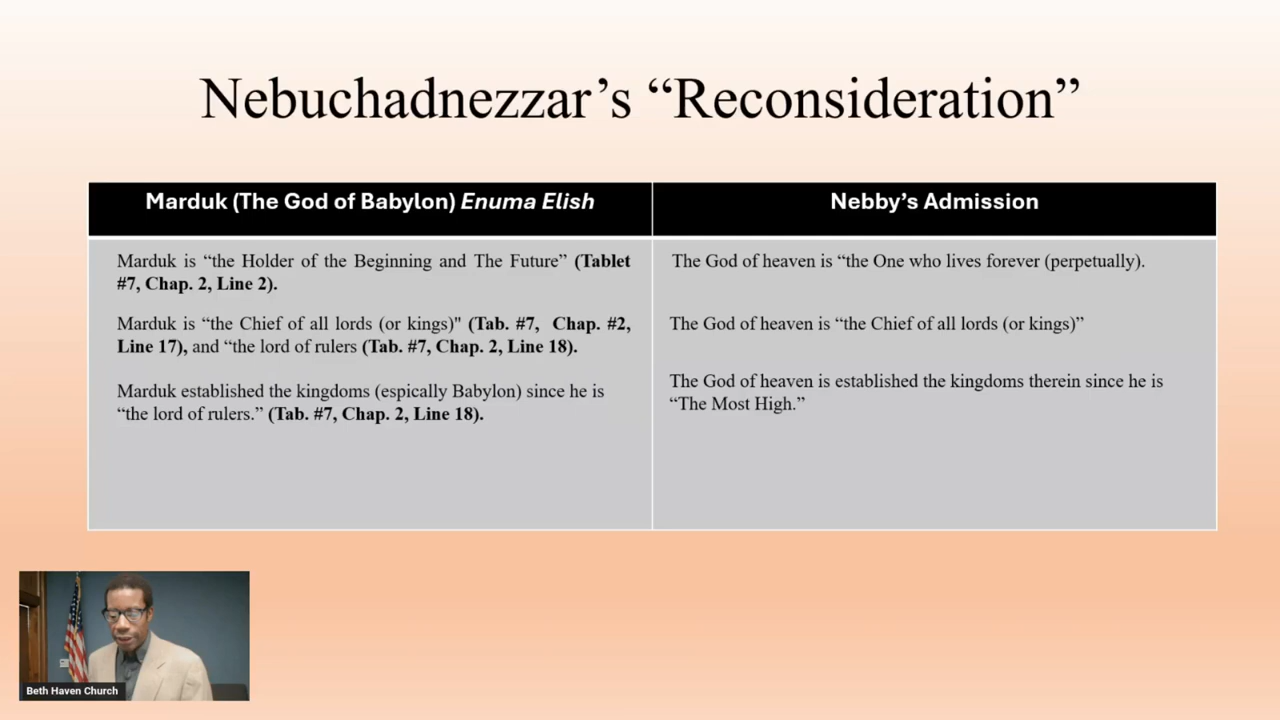 Nebuchadnezzar’s “Reconsideration”
Marduk (The God of Babylon) Enuma Elish
Nebby’s Admission
Marduk is “the Holder of the Beginning and The Future” (Tablet
#7, Chap. 2, Line 2).
Marduk is “the Chief of all lords (or kings)" (Tab. #7, Chap. #2,
Line 17), and “the lord of rulers (Tab. #7, Chap. 2, Line 18).
Marduk established the kingdoms (espically Babylon) since he is
“the lord of rulers.” (Tab. #7, Chap. 2, Line 18).
The God of heaven is “the One who lives forever (perpetually).
The God of heaven is “the Chief of all lords (or kings)”
The God of heaven is established the kingdoms therein since he is
“The Most High.”
Beth Haven Church